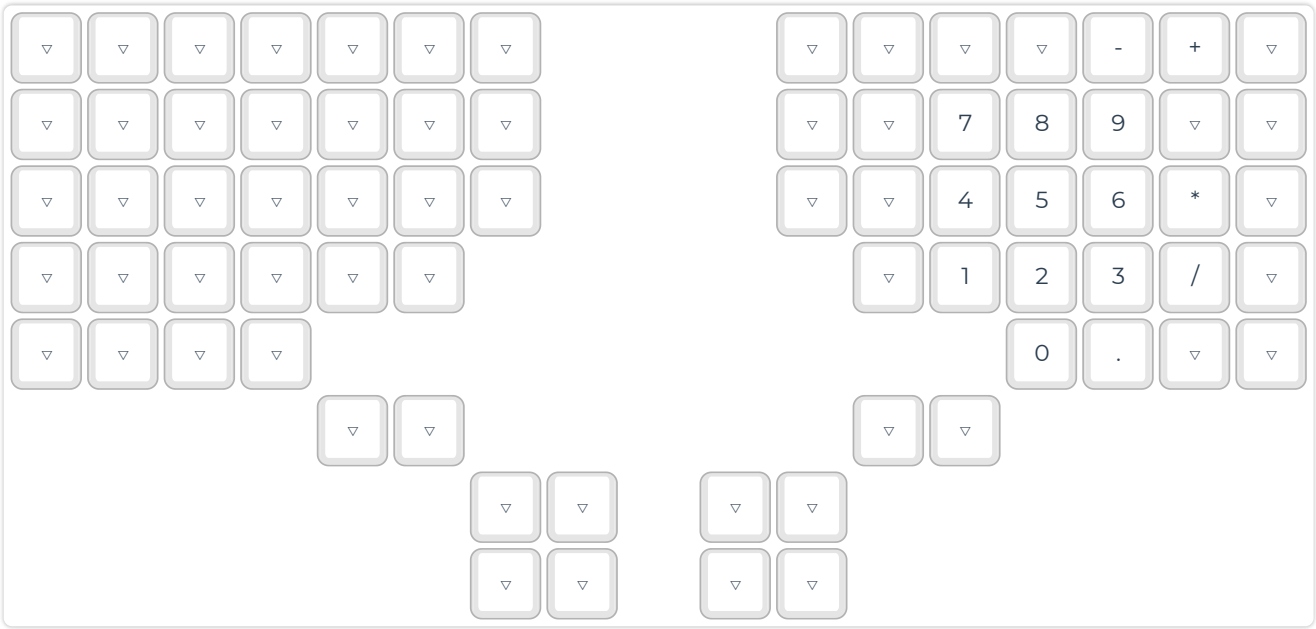 ▽ ▽ ▽ ▽ ▽ ▽ ▽ ▽ ▽ ▽ ▽ - + ▽
▽ ▽ ▽ ▽ ▽ ▽ ▽ ▽ ▽ 7 8 9 ▽ ▽
▽ ▽ ▽ ▽ ▽ ▽ ▽ ▽ ▽ 4 5 6 * ▽
▽ ▽ ▽ ▽ ▽ ▽ ▽ 1 2 3 / ▽
▽ ▽ ▽ ▽ 0 . ▽ ▽
▽ ▽ ▽ ▽
▽ ▽ ▽ ▽
▽ ▽ ▽ ▽